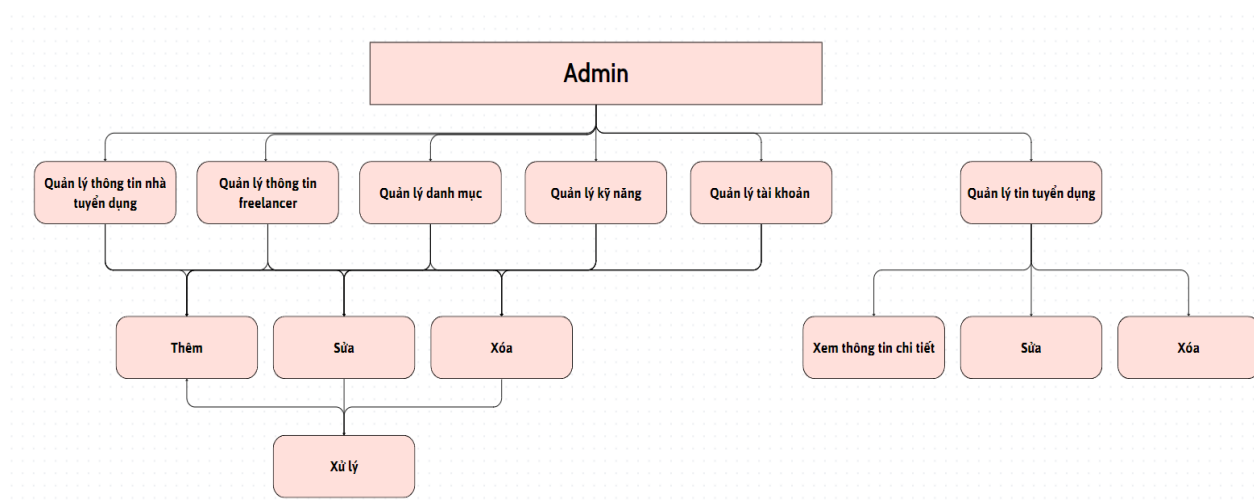 Admin
Quản lý thông tin nhà
tuyển dụng
Quản lý thông tin
freelancer
Quản lý danh mục
Quản lý kỹ năng
Quản lý tài khoản
Quản lý tin tuyển dụng
Thêm
Sửa
Xóa
Xem thông tin chi tiết
Sửa
Xóa
Xử lý